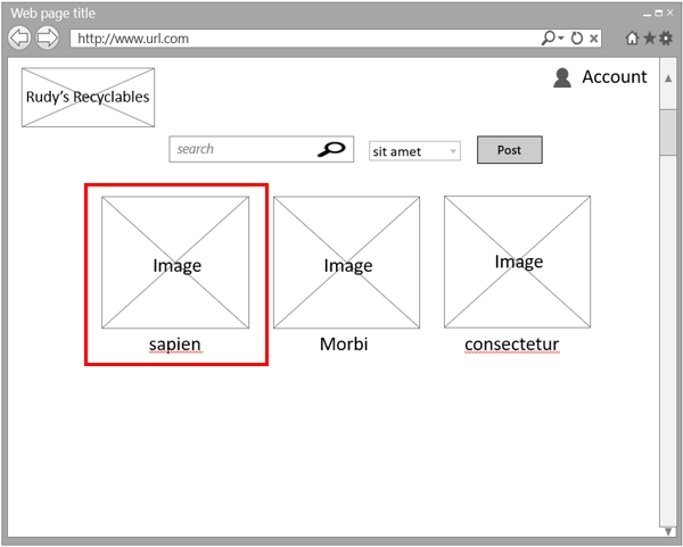 Web page title
http://www.url.com
Rudy's Recyclables
Account
search
sit amet
Post
Image
Image
Image
sapien
Morbi
consectetur